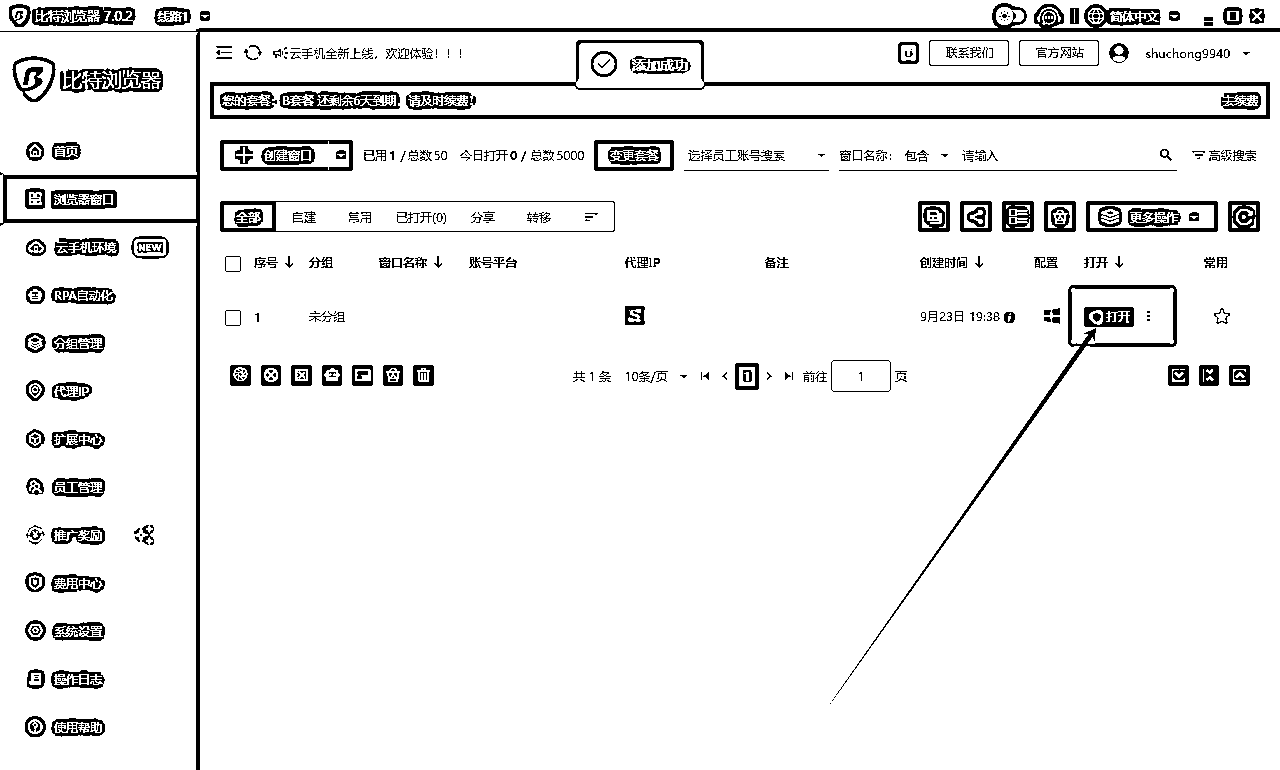 比特浏览器 7.0.2 线路1 简体中文
比特浏览器
云手机全新上线，欢迎体验！！！ 添加成功 联系我们 官方网站 shuchong9940
您的套餐：B套餐 还剩余6天到期，请及时续费! 去续费
创建窗口 已用 1 / 总数 50 今日打开 0 / 总数 5000 变更套餐 选择员工账号搜索 窗口名称： 包含 请输入 高级搜索
全部 自建 常用 已打开(0) 分享 转移 更多操作
序号 分组 窗口名称 账号平台 代理IP 备注 创建时间 配置 打开 常用
1 未分组 S 9月23日 19:38 打开
共 1 条 10条/页 1 前往 1 页
首页
浏览器窗口
云手机环境 NEW
RPA自动化
分组管理
代理IP
扩展中心
员工管理
推广奖励
费用中心
系统设置
操作日志
使用帮助